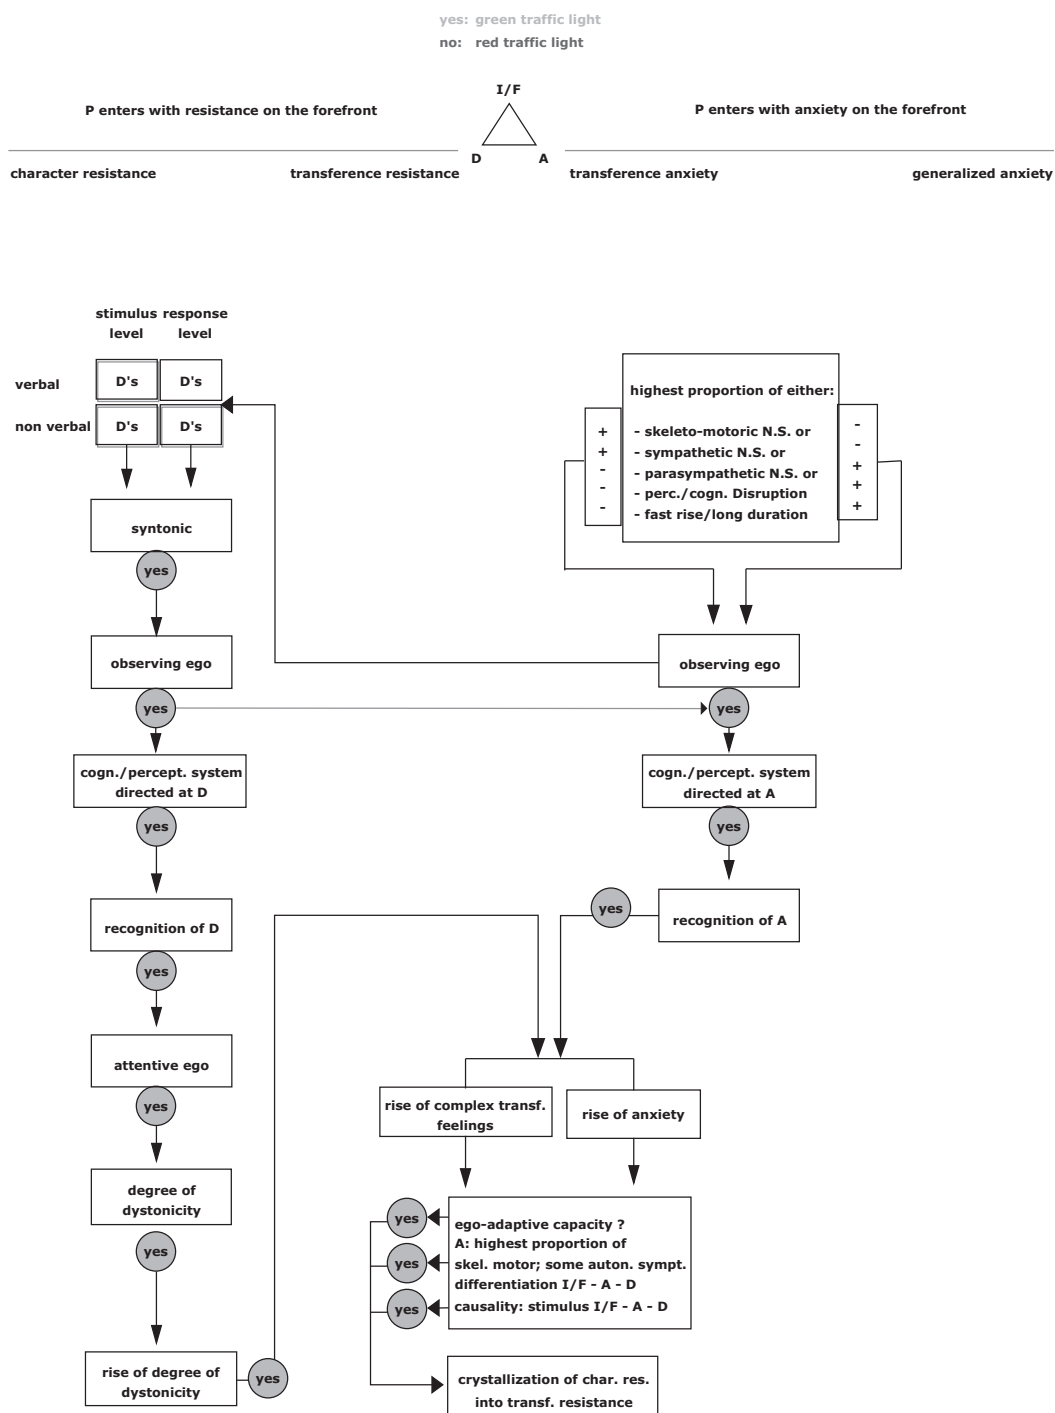 yes: green traffic light
no: red traffic light
I/F
P enters with resistance on the forefront
P enters with anxiety on the forefront
D A
character resistance transference resistance transference anxiety generalized anxiety
stimulus response
level level
verbal D's D's
non verbal D's D's
highest proportion of either:
+ - skeleto-motoric N.S. or -
+ - sympathetic N.S. or -
- - parasympathetic N.S. or +
- - perc./cogn. Disruption +
- - fast rise/long duration +
syntonic
yes
observing ego
observing ego
yes
yes
cogn./percept. system
directed at D
cogn./percept. system
directed at A
yes
yes
recognition of D
yes
recognition of A
yes
attentive ego
yes
rise of complex transf.
feelings
rise of anxiety
degree of
dystonicity
yes
yes
yes
yes
ego-adaptive capacity ?
A: highest proportion of
skel. motor; some auton. sympt.
differentiation I/F - A - D
causality: stimulus I/F - A - D
rise of degree of
dystonicity
yes
crystallization of char. res.
into transf. resistance